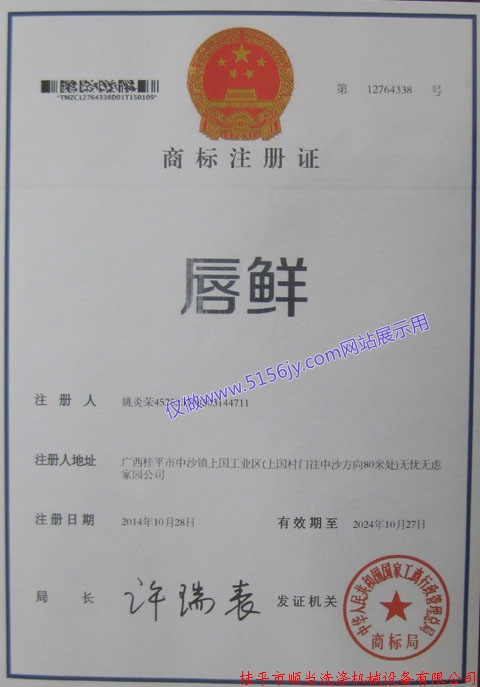 *TMZC12764338D01T150109*
第 12764338 号
商标注册证
唇鲜
仅做www.5156jy.com网站展示用
注册人 姚炎荣
注册人地址 广西桂平市中沙镇上国工业区(上国村门往中沙方向80米处)无忧无虑
家园公司
注册日期 2014年10月28日 有效期至 2024年10月27日
局长 许瑞表 发证机关
中华人民共和国国家工商行政管理总局
商标局
桂平市顺当洗涤机械设备有限公司